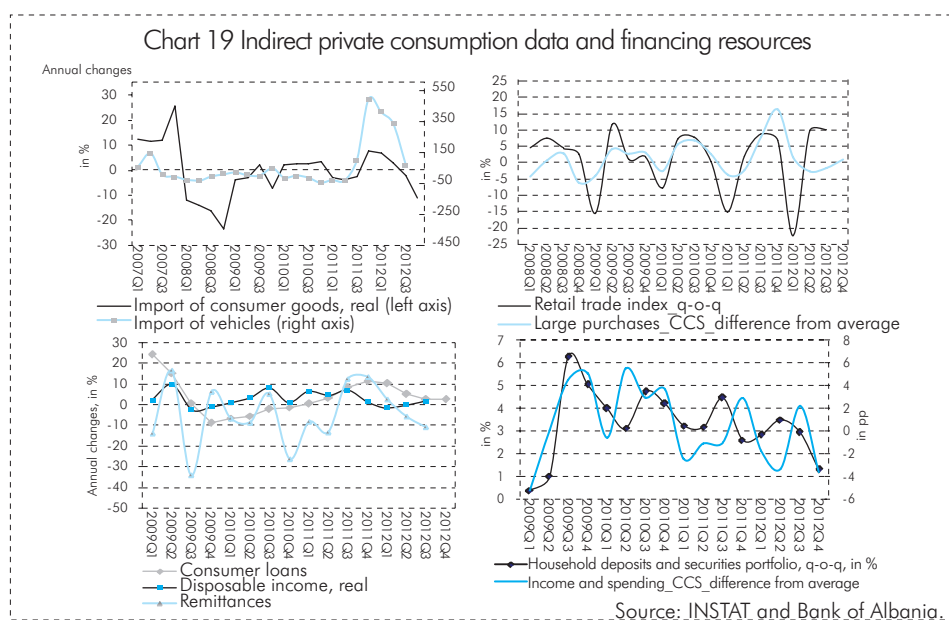 Chart 19 Indirect private consumption data and financing resources
Annual changes
in %
30
20
10
0
-10
-20
-30
550
450
350
250
150
50
-50
-150
-250
-350
-450
2007Q1
2007Q3
2008Q1
2008Q3
2009Q1
2009Q3
2010Q1
2010Q3
2011Q1
2011Q3
2012Q1
2012Q3
Import of consumer goods, real (left axis)
Import of vehicles (right axis)
in %
25
20
15
10
5
0
-5
-10
-15
-20
-25
2008Q1
2008Q2
2008Q3
2008Q4
2009Q1
2009Q2
2009Q3
2009Q4
2010Q1
2010Q2
2010Q3
2010Q4
2011Q1
2011Q2
2011Q3
2011Q4
2012Q1
2012Q2
2012Q3
2012Q4
Retail trade index_q-o-q
Large purchases_CCS_difference from average
Annual changes, in %
30
20
10
0
-10
-20
-30
-40
-50
2009Q1
2009Q2
2009Q3
2009Q4
2010Q1
2010Q2
2010Q3
2010Q4
2011Q1
2011Q2
2011Q3
2011Q4
2012Q1
2012Q2
2012Q3
2012Q4
Consumer loans
Disposable income, real
Remittances
in %
7
6
5
4
3
2
1
0
8
6
4
2
0
-2
-4
-6
in pp
2009Q1
2009Q2
2009Q3
2009Q4
2010Q1
2010Q2
2010Q3
2010Q4
2011Q1
2011Q2
2011Q3
2011Q4
2012Q1
2012Q2
2012Q3
2012Q4
Household deposits and securities portfolio, q-o-q, in %
Income and spending_CCS_difference from average
Source: INSTAT and Bank of Albania.